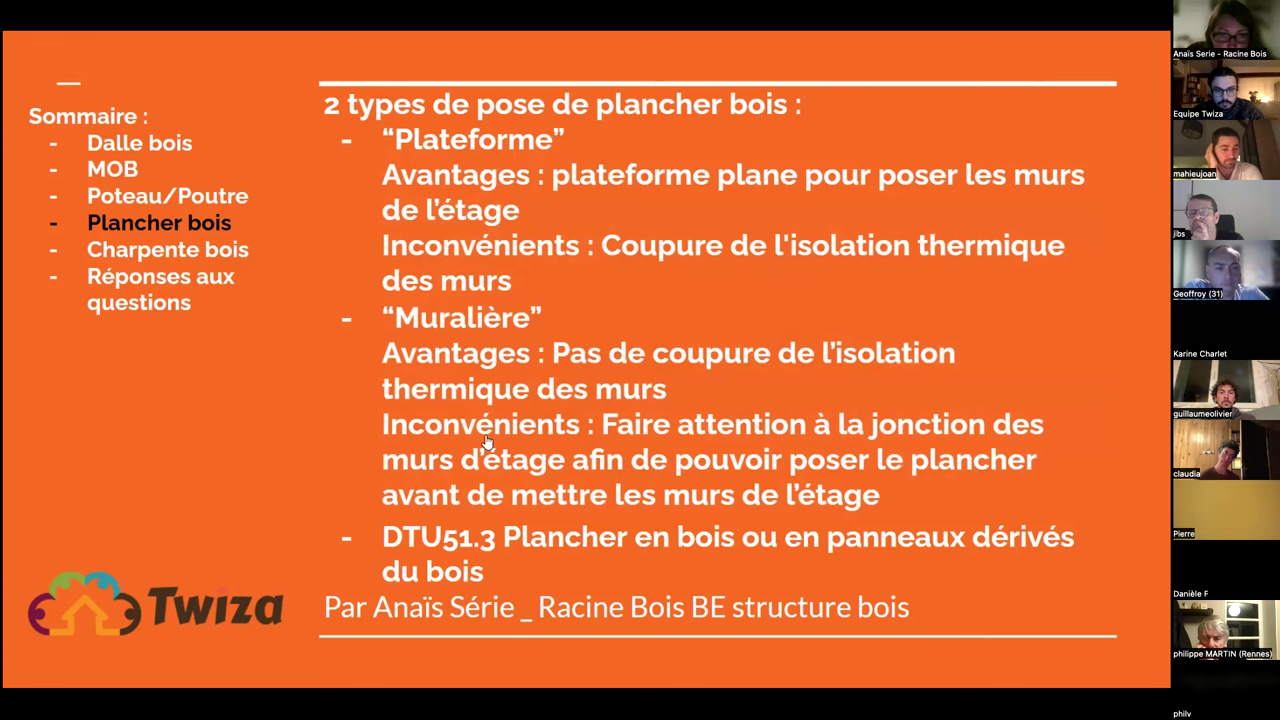 Sommaire :
- Dalle bois
- MOB
- Poteau/Poutre
- Plancher bois
- Charpente bois
- Réponses aux
questions
Twiza
2 types de pose de plancher bois :
- “Plateforme”
Avantages : plateforme plane pour poser les murs
de l’étage
Inconvénients : Coupure de l'isolation thermique
des murs
- “Muralière”
Avantages : Pas de coupure de l’isolation
thermique des murs
Inconvénients : Faire attention à la jonction des
murs d’étage afin de pouvoir poser le plancher
avant de mettre les murs de l’étage
- DTU51.3 Plancher en bois ou en panneaux dérivés
du bois
Par Anaïs Série _ Racine Bois BE structure bois
Anaïs Serie - Racine Bois
Equipe Twiza
mahieujoan
jibs
Geoffroy (31)
Karine Charlet
guillaumeolivier
claudia
Pierre
Danièle F
philippe MARTIN (Rennes)